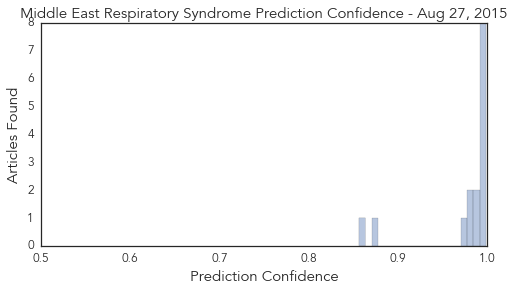 Middle East Respiratory Syndrome Prediction Confidence - Aug 27, 2015
8
7
6
5
4
3
2
1
0
Articles Found
0.5 0.6 0.7 0.8 0.9 1.0
Prediction Confidence